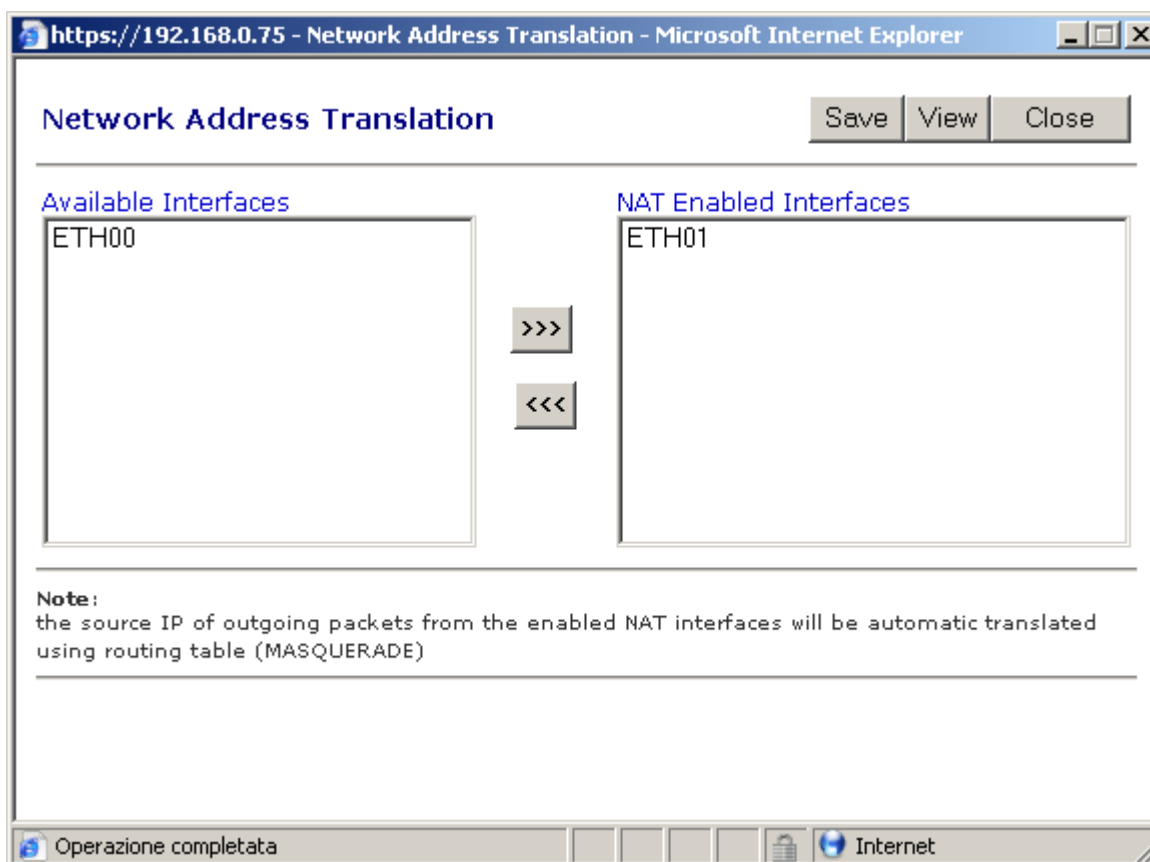 https://192.168.0.75 - Network Address Translation - Microsoft Internet Explorer
Network Address Translation
Save View Close
Available Interfaces
NAT Enabled Interfaces
ETH00
ETH01
>>>
<<<
Note:
the source IP of outgoing packets from the enabled NAT interfaces will be automatic translated
using routing table (MASQUERADE)
Operazione completata
Internet